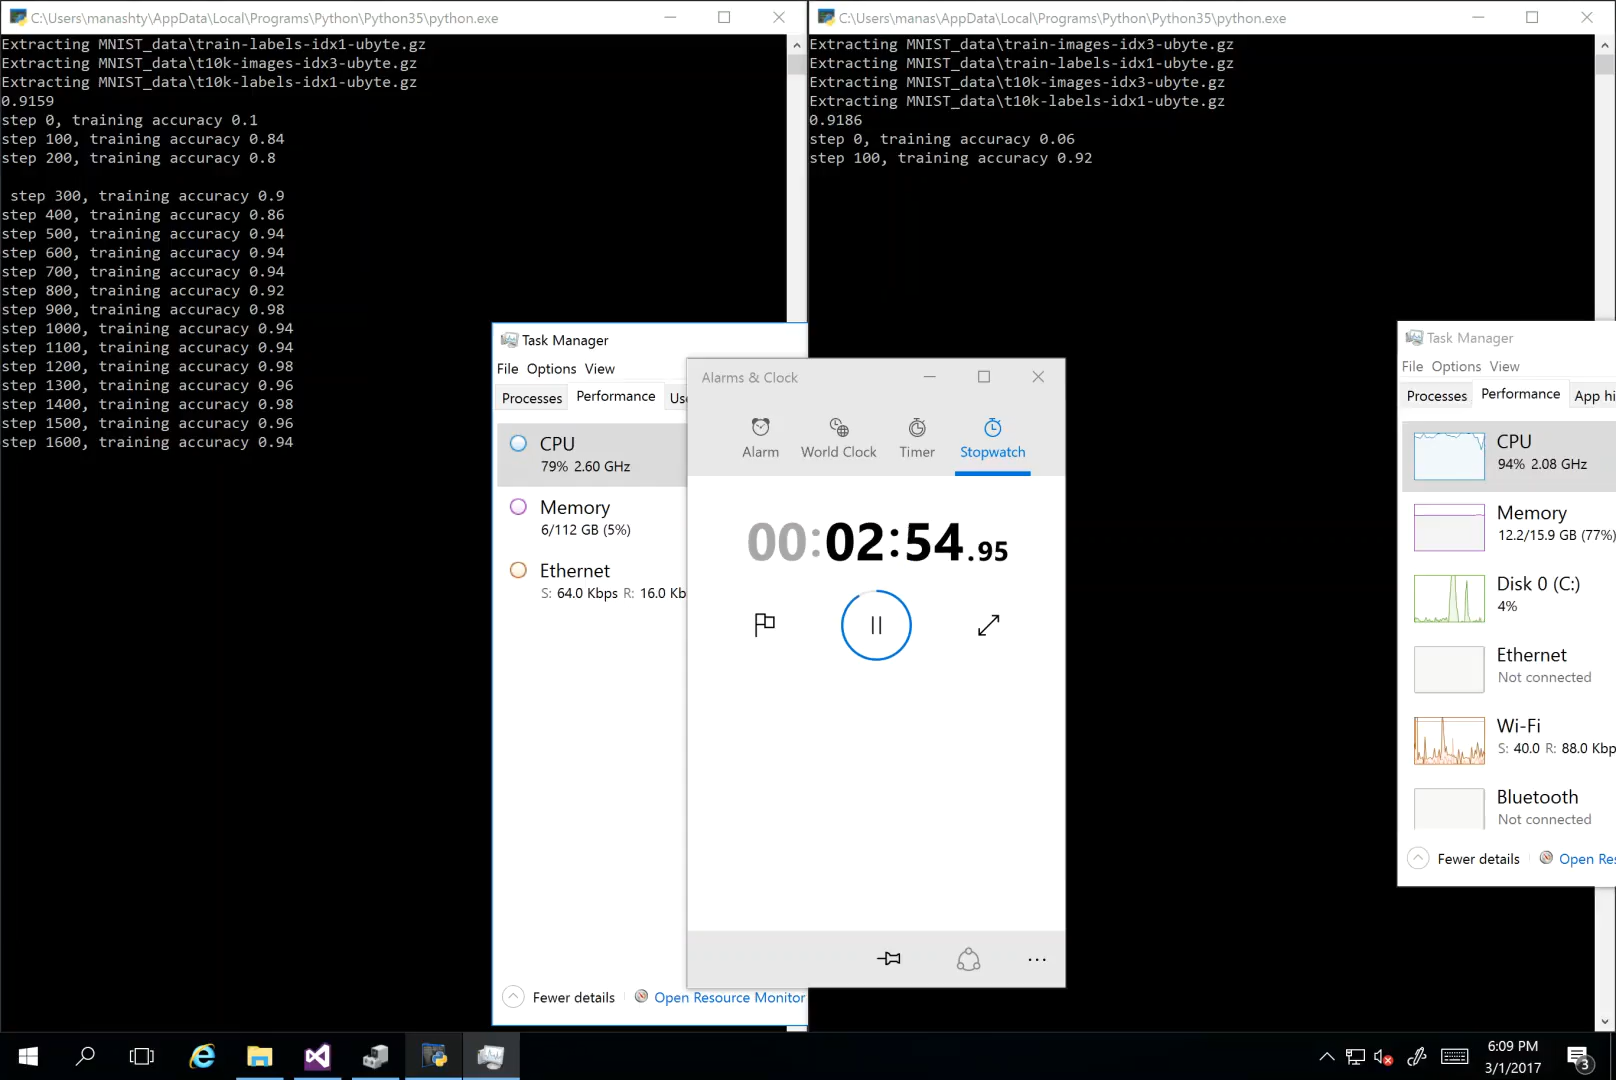 C:\Users\manashty\AppData\Local\Programs\Python\Python35\python.exe
Extracting MNIST_data\train-labels-idx1-ubyte.gz
Extracting MNIST_data\t10k-images-idx3-ubyte.gz
Extracting MNIST_data\t10k-labels-idx1-ubyte.gz
0.9159
step 0, training accuracy 0.1
step 100, training accuracy 0.84
step 200, training accuracy 0.8
step 300, training accuracy 0.9
step 400, training accuracy 0.86
step 500, training accuracy 0.94
step 600, training accuracy 0.94
step 700, training accuracy 0.94
step 800, training accuracy 0.92
step 900, training accuracy 0.98
step 1000, training accuracy 0.94
step 1100, training accuracy 0.94
step 1200, training accuracy 0.98
step 1300, training accuracy 0.96
step 1400, training accuracy 0.98
step 1500, training accuracy 0.96
step 1600, training accuracy 0.94
C:\Users\manas\AppData\Local\Programs\Python\Python35\python.exe
Extracting MNIST_data\train-images-idx3-ubyte.gz
Extracting MNIST_data\train-labels-idx1-ubyte.gz
Extracting MNIST_data\t10k-images-idx3-ubyte.gz
Extracting MNIST_data\t10k-labels-idx1-ubyte.gz
0.9186
step 0, training accuracy 0.06
step 100, training accuracy 0.92
Task Manager
File Options View
Processes Performance Use
CPU
79% 2.60 GHz
Memory
6/112 GB (5%)
Ethernet
S: 64.0 Kbps R: 16.0 Kb
Fewer details Open Resource Monitor
Alarms & Clock
Alarm World Clock Timer Stopwatch
00:02:54.95
Task Manager
File Options View
Processes Performance App hi
CPU
94% 2.08 GHz
Memory
12.2/15.9 GB (77%)
Disk 0 (C:)
4%
Ethernet
Not connected
Wi-Fi
S: 40.0 R: 88.0 Kbp
Bluetooth
Not connected
Fewer details Open Res
6:09 PM
3/1/2017
3